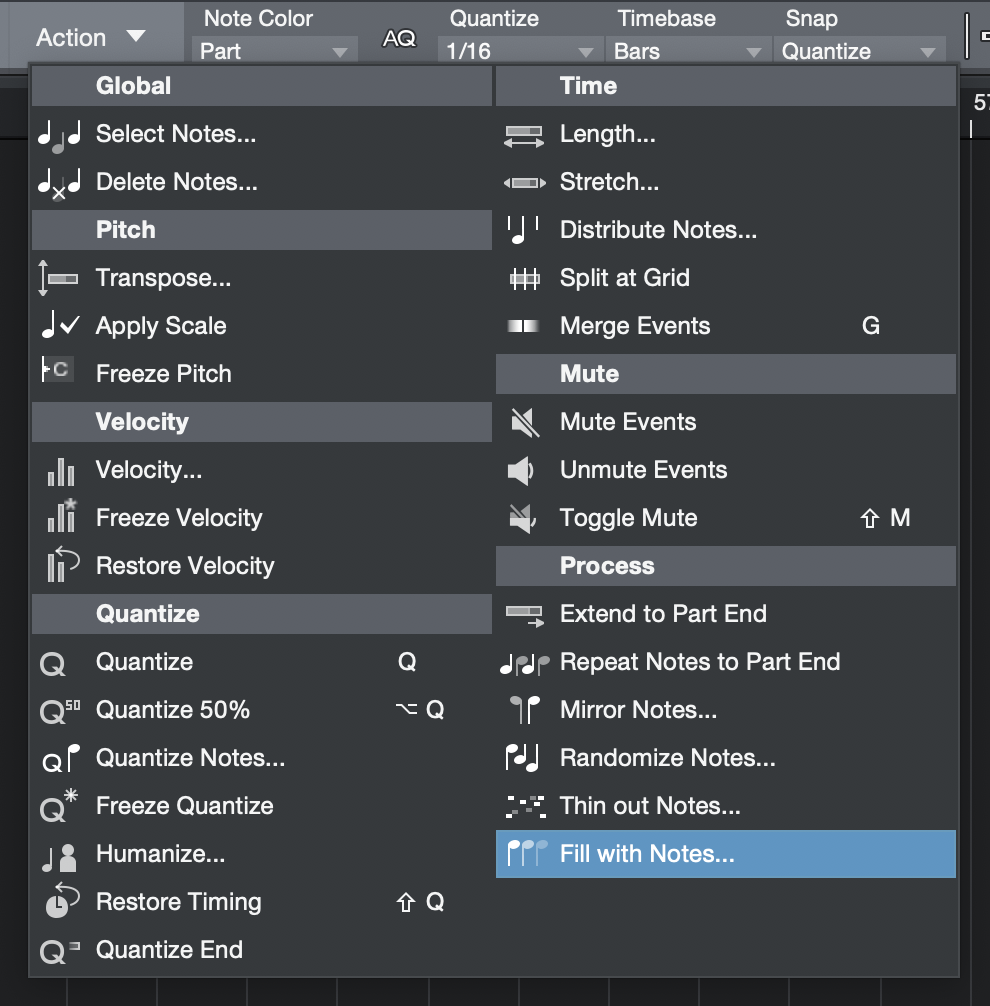 Action
Note Color
Part
AQ
Quantize
1/16
Timebase
Bars
Snap
Quantize
57
Global
Select Notes...
Delete Notes...
Pitch
Transpose...
Apply Scale
C
Freeze Pitch
Velocity
Velocity...
Freeze Velocity
Restore Velocity
Quantize
Q Quantize Q
Q50 Quantize 50% ⌥ Q
Q Quantize Notes...
Q* Freeze Quantize
Humanize...
Restore Timing ⇧ Q
Q Quantize End
Time
Length...
Stretch...
Distribute Notes...
Split at Grid
Merge Events G
Mute
Mute Events
Unmute Events
Toggle Mute ⇧ M
Process
Extend to Part End
Repeat Notes to Part End
Mirror Notes...
Randomize Notes...
Thin out Notes...
Fill with Notes...